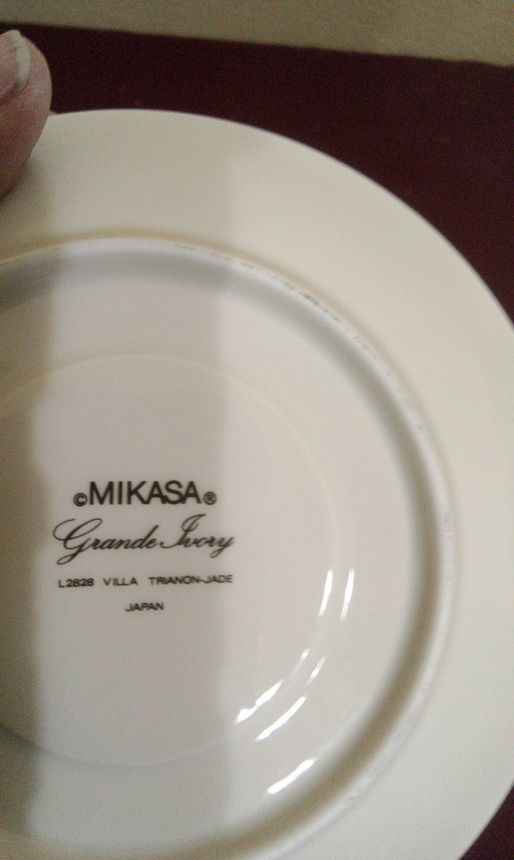 ©MIKASA®
Grande Ivory
L2828 VILLA TRIANON-JADE
JAPAN